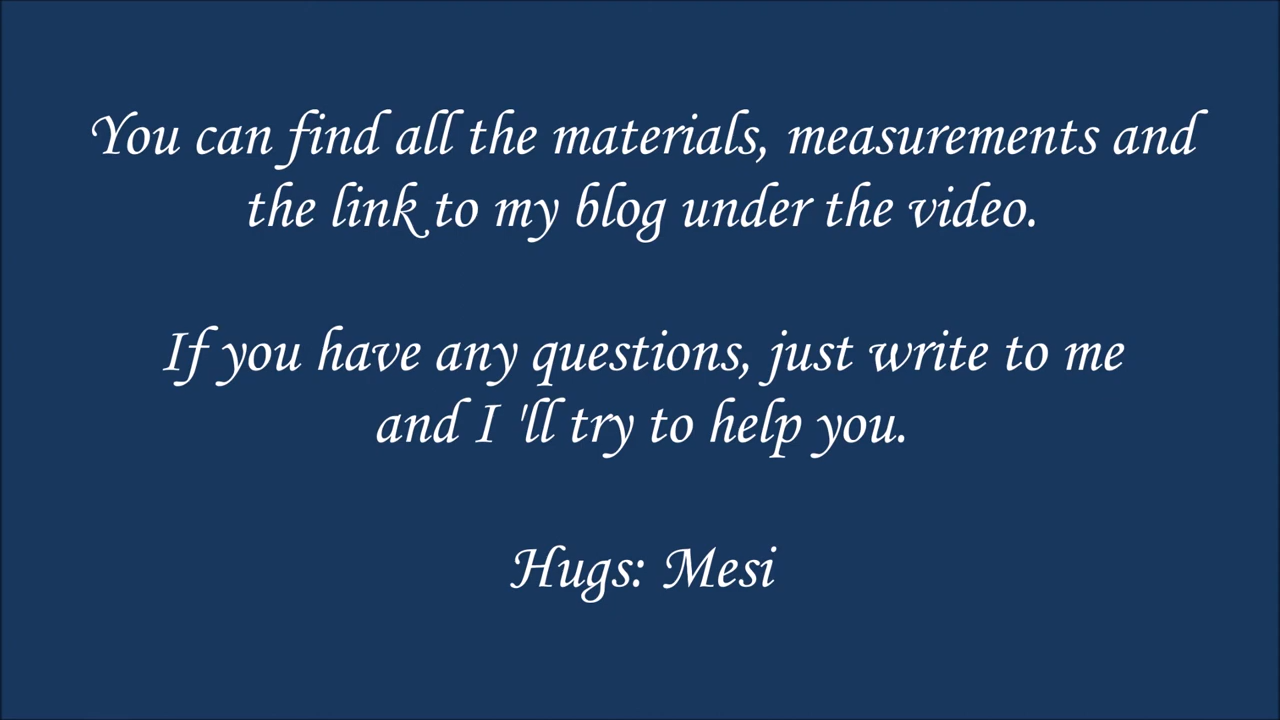 You can find all the materials, measurements and
the link to my blog under the video.
If you have any questions, just write to me
and I 'll try to help you.
Hugs: Mesi